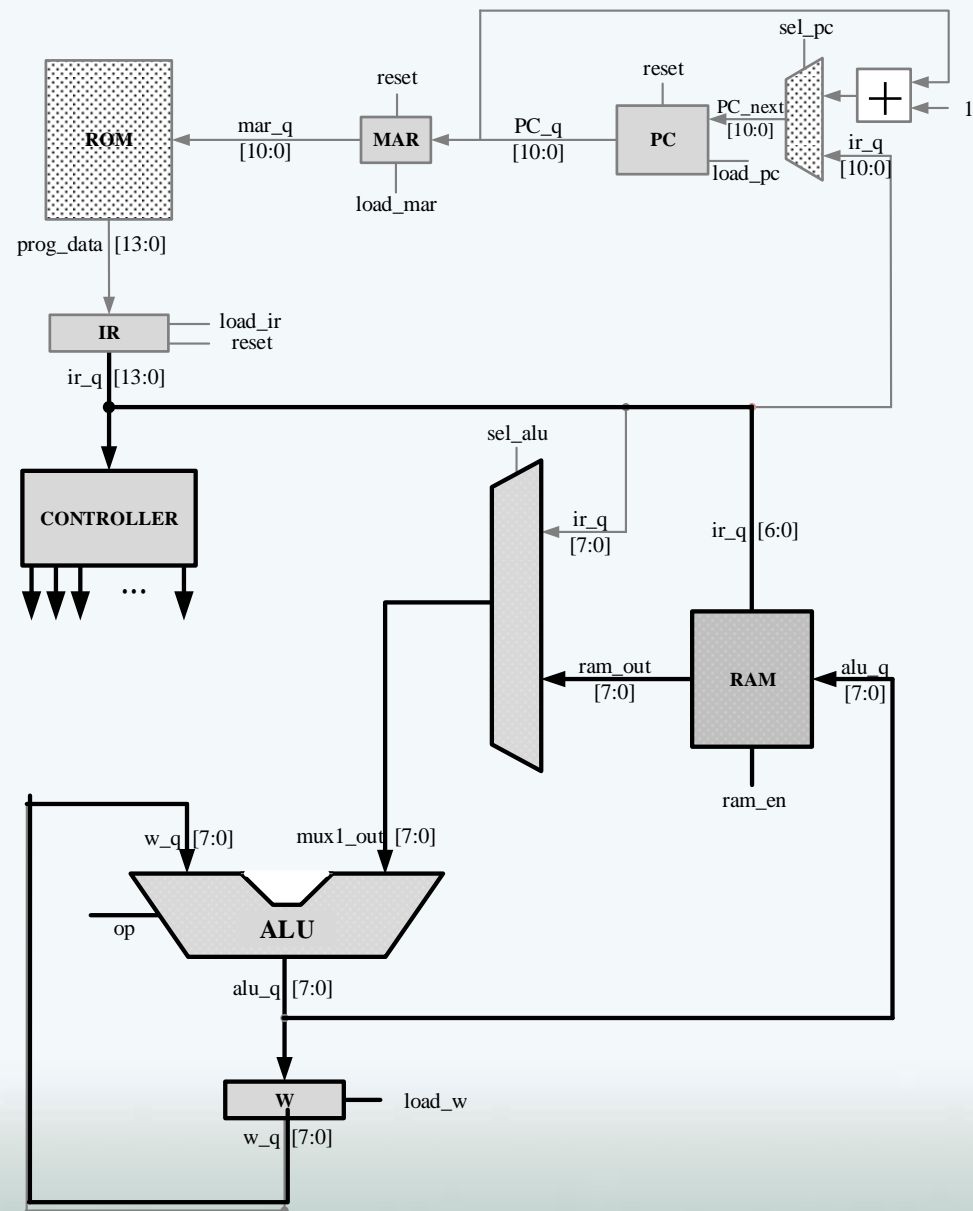 sel_pc
reset
reset
+
1
ROM
mar_q
[10:0]
MAR
PC_q
[10:0]
PC
PC_next
[10:0]
ir_q
[10:0]
load_pc
load_mar
prog_data [13:0]
IR
load_ir
reset
ir_q [13:0]
sel_alu
CONTROLLER
...
ir_q
[7:0]
ir_q [6:0]
ram_out
[7:0]
RAM
alu_q
[7:0]
ram_en
w_q [7:0]
mux1_out [7:0]
op
ALU
alu_q [7:0]
W
load_w
w_q [7:0]